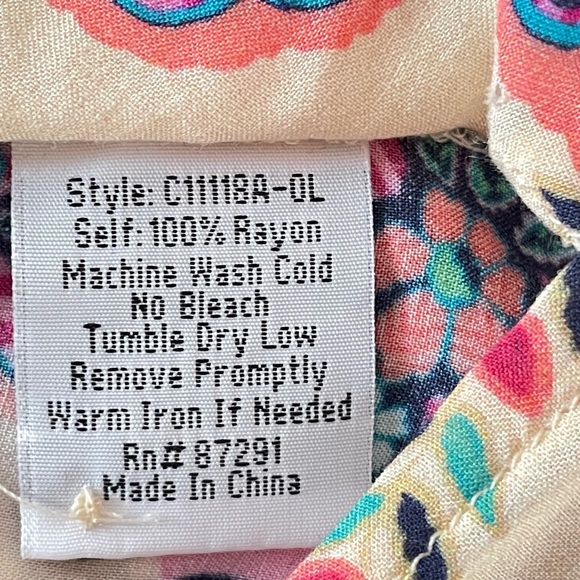 Style: C11118A-OL
Self: 100% Rayon
Machine Wash Cold
No Bleach
Tumble Dry Low
Remove Promptly
Warm Iron If Needed
Rn# 87291
Made In China